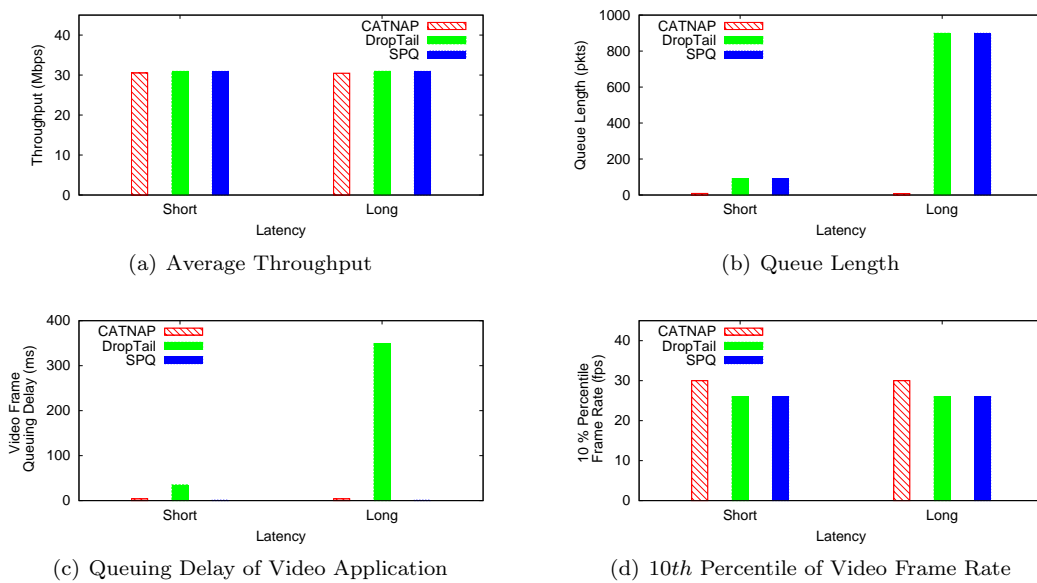 CATNAP
DropTail
SPQ
Throughput (Mbps)
40
30
20
10
0
Short
Long
Latency
(a) Average Throughput
CATNAP
DropTail
SPQ
Queue Length (pkts)
1000
800
600
400
200
0
Short
Long
Latency
(b) Queue Length
CATNAP
DropTail
SPQ
Video Frame
Queuing Delay (ms)
400
300
200
100
0
Short
Long
Latency
(c) Queuing Delay of Video Application
CATNAP
DropTail
SPQ
10 % Percentile
Frame Rate (fps)
40
30
20
10
0
Short
Long
Latency
(d) 10th Percentile of Video Frame Rate